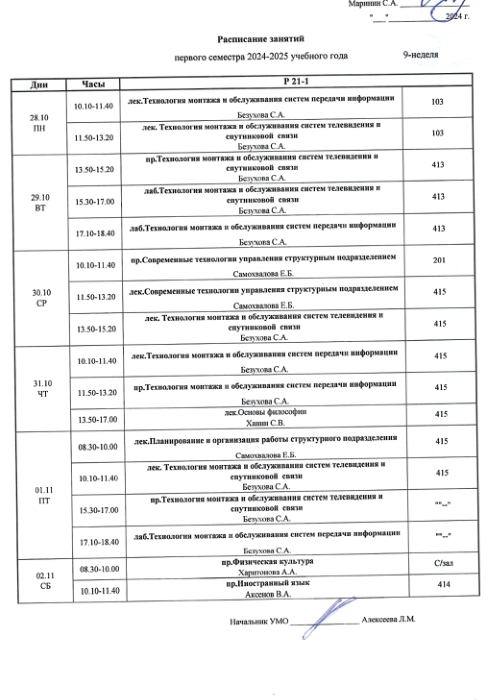 Маринин С.А.
"___"____________2024 г.
Расписание занятий
первого семестра 2024-2025 учебного года 9-неделя
Дни Часы Р 21-1
28.10 ПН
10.10-11.40 лек.Технология монтажа и обслуживания систем передачи информации 103
Безухова С.А.
11.50-13.20 лек. Технология монтажа и обслуживания систем телевидения и 103
спутниковой связи
Безухова С.А.
29.10 ВТ
13.50-15.20 пр.Технология монтажа и обслуживания систем телевидения и 413
спутниковой связи
Безухова С.А.
15.30-17.00 лаб.Технология монтажа и обслуживания систем телевидения и 413
спутниковой связи
Безухова С.А.
17.10-18.40 лаб.Технология монтажа и обслуживания систем передачи информации 413
Безухова С.А.
30.10 СР
10.10-11.40 пр.Современные технологии управления структурным подразделением 201
Самохвалова Е.Б.
11.50-13.20 лек.Современные технологии управления структурным подразделением 415
Самохвалова Е.Б.
13.50-15.20 лек. Технология монтажа и обслуживания систем телевидения и 415
спутниковой связи
Безухова С.А.
31.10 ЧТ
10.10-11.40 лек.Технология монтажа и обслуживания систем передачи информации 415
Безухова С.А.
11.50-13.20 пр.Технология монтажа и обслуживания систем передачи информации 415
Безухова С.А.
13.50-17.00 лек.Основы философии 415
Ханин С.В.
01.11 ПТ
08.30-10.00 лек.Планирование и организация работы структурного подразделения 415
Самохвалова Е.Б.
10.10-11.40 лек. Технология монтажа и обслуживания систем телевидения и 415
спутниковой связи
Безухова С.А.
15.30-17.00 пр.Технология монтажа и обслуживания систем телевидения и ""--"
спутниковой связи
Безухова С.А.
17.10-18.40 лаб.Технология монтажа и обслуживания систем передачи информации ""--"
Безухова С.А.
02.11 СБ
08.30-10.00 пр.Физическая культура С/зал
Харитонова А.А.
10.10-11.40 пр.Иностранный язык 414
Аксенов В.А.
Начальник УМО ______________ Алексеева Л.М.